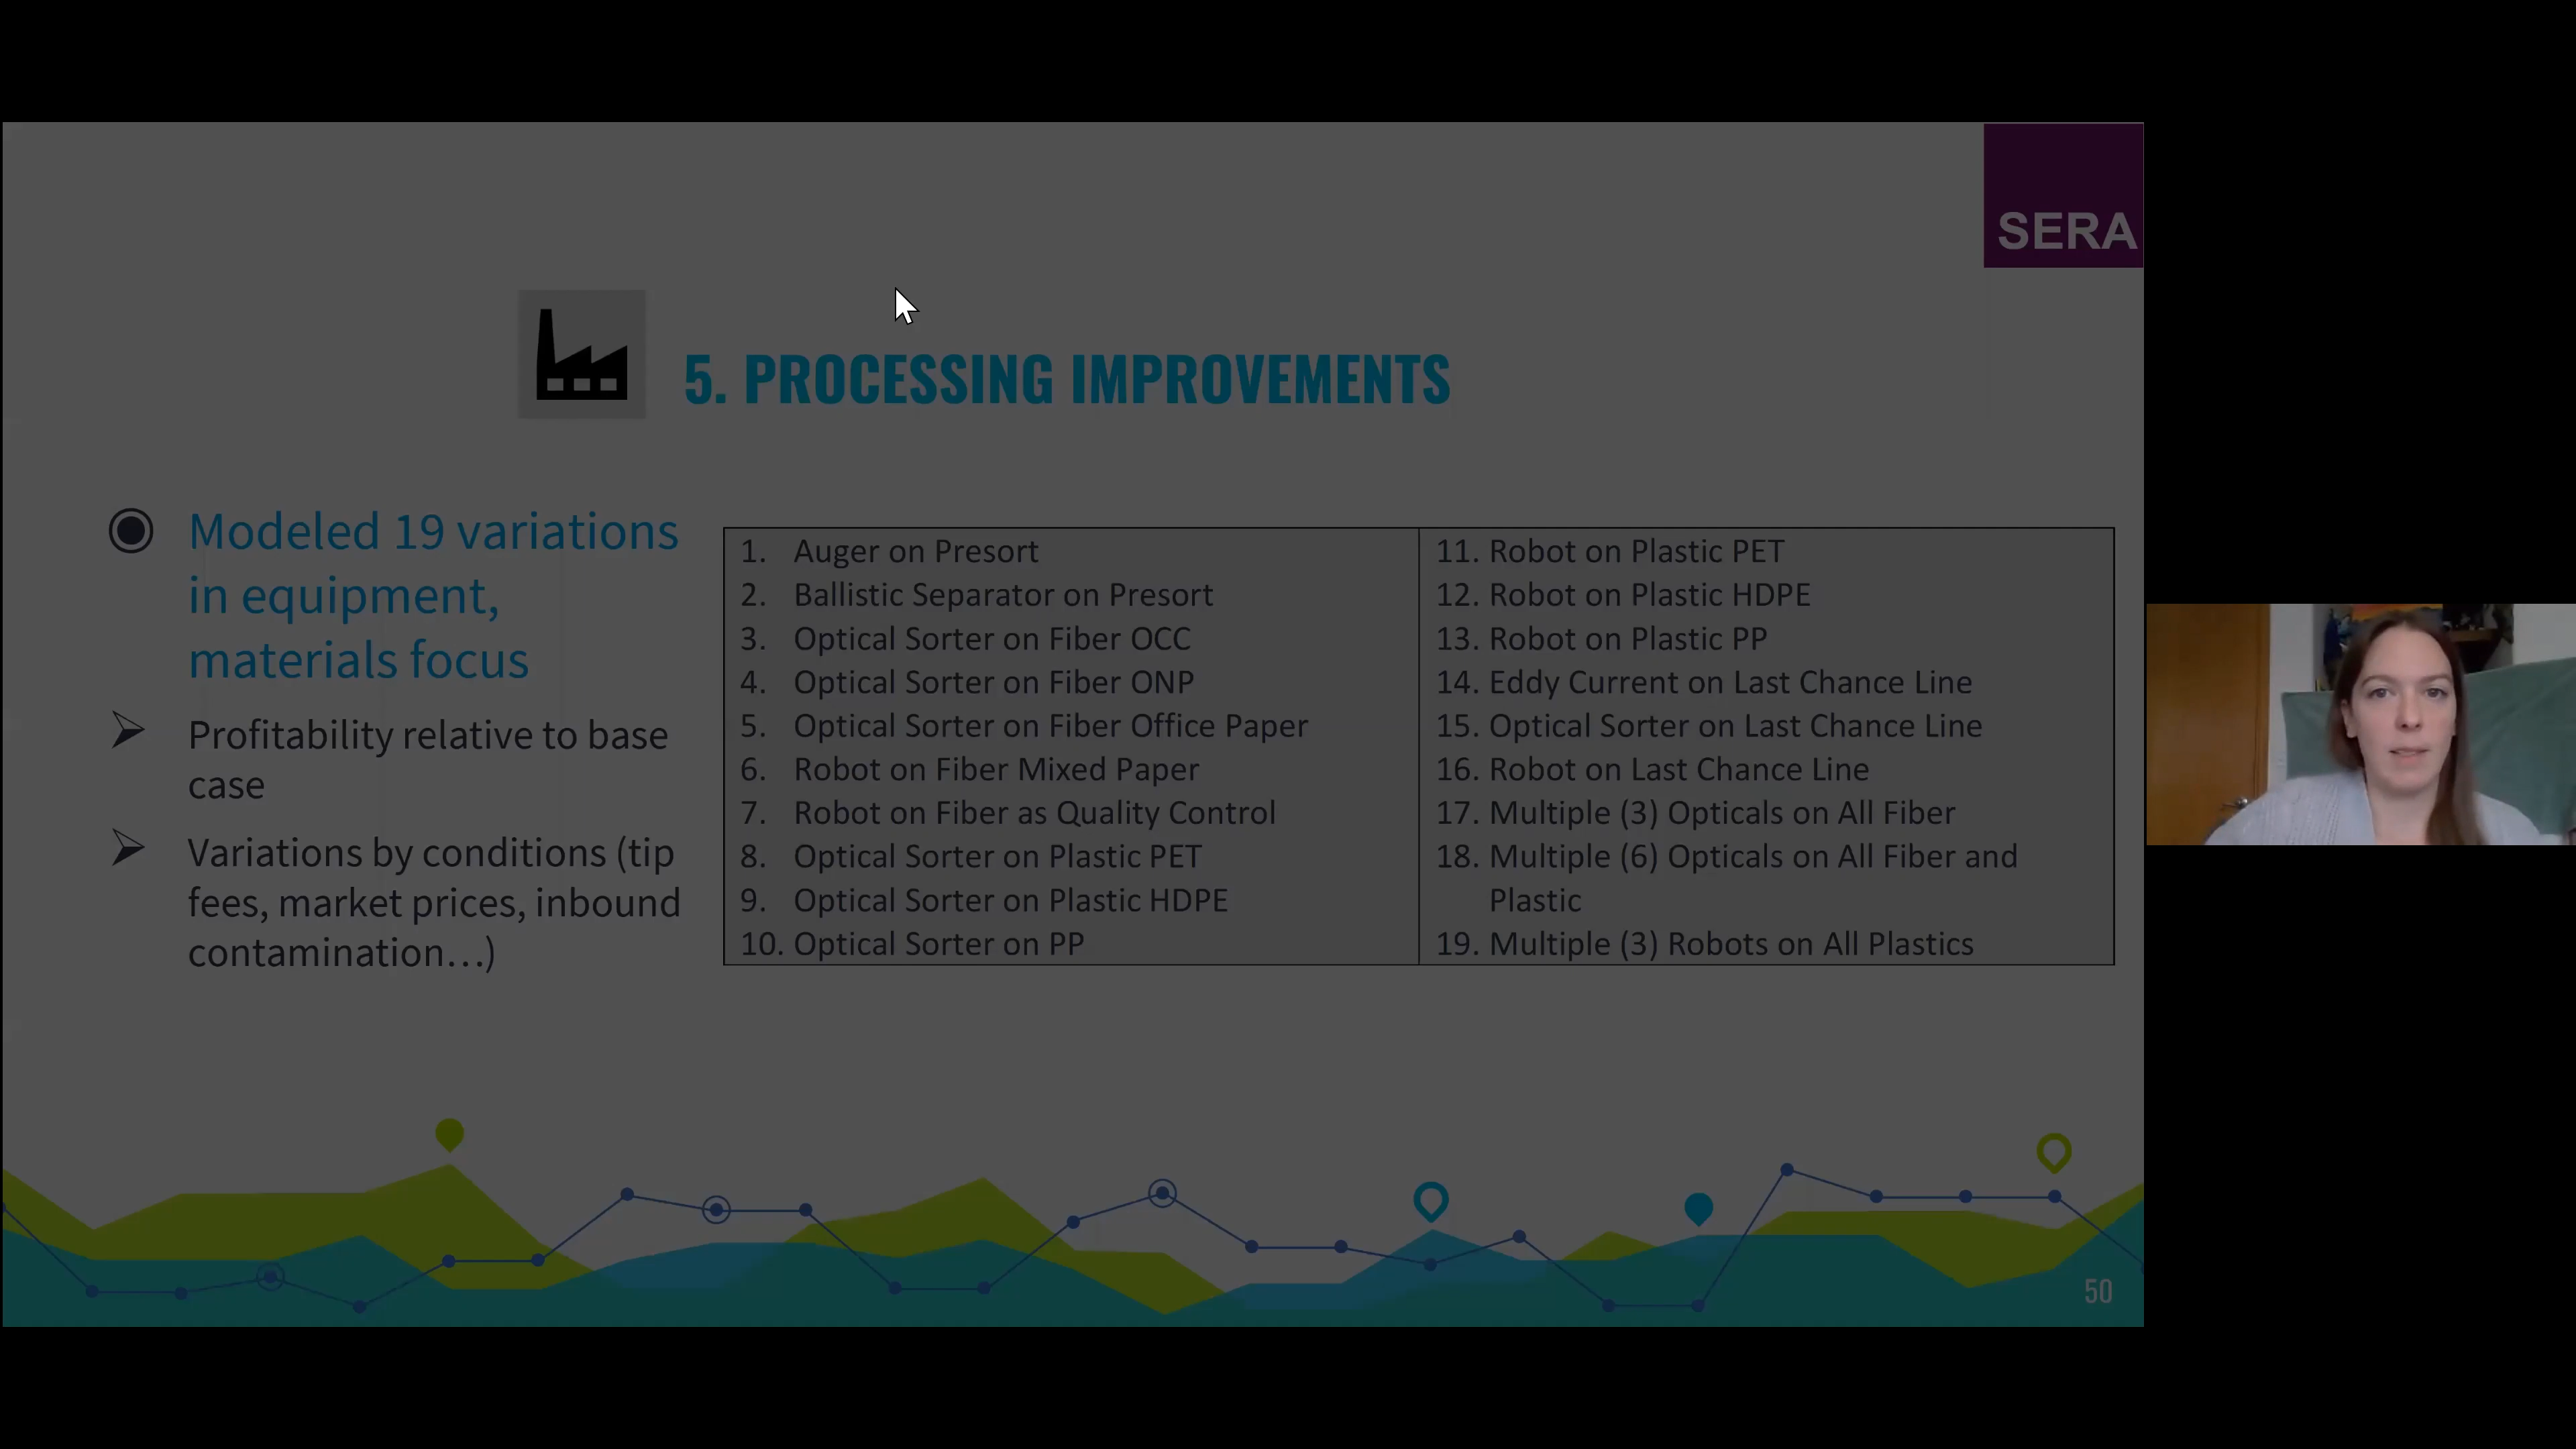 SERA
5. PROCESSING IMPROVEMENTS
Modeled 19 variations
in equipment,
materials focus
Profitability relative to base
case
Variations by conditions (tip
fees, market prices, inbound
contamination...)
1. Auger on Presort
2. Ballistic Separator on Presort
3. Optical Sorter on Fiber OCC
4. Optical Sorter on Fiber ONP
5. Optical Sorter on Fiber Office Paper
6. Robot on Fiber Mixed Paper
7. Robot on Fiber as Quality Control
8. Optical Sorter on Plastic PET
9. Optical Sorter on Plastic HDPE
10. Optical Sorter on PP
11. Robot on Plastic PET
12. Robot on Plastic HDPE
13. Robot on Plastic PP
14. Eddy Current on Last Chance Line
15. Optical Sorter on Last Chance Line
16. Robot on Last Chance Line
17. Multiple (3) Opticals on All Fiber
18. Multiple (6) Opticals on All Fiber and
Plastic
19. Multiple (3) Robots on All Plastics
50